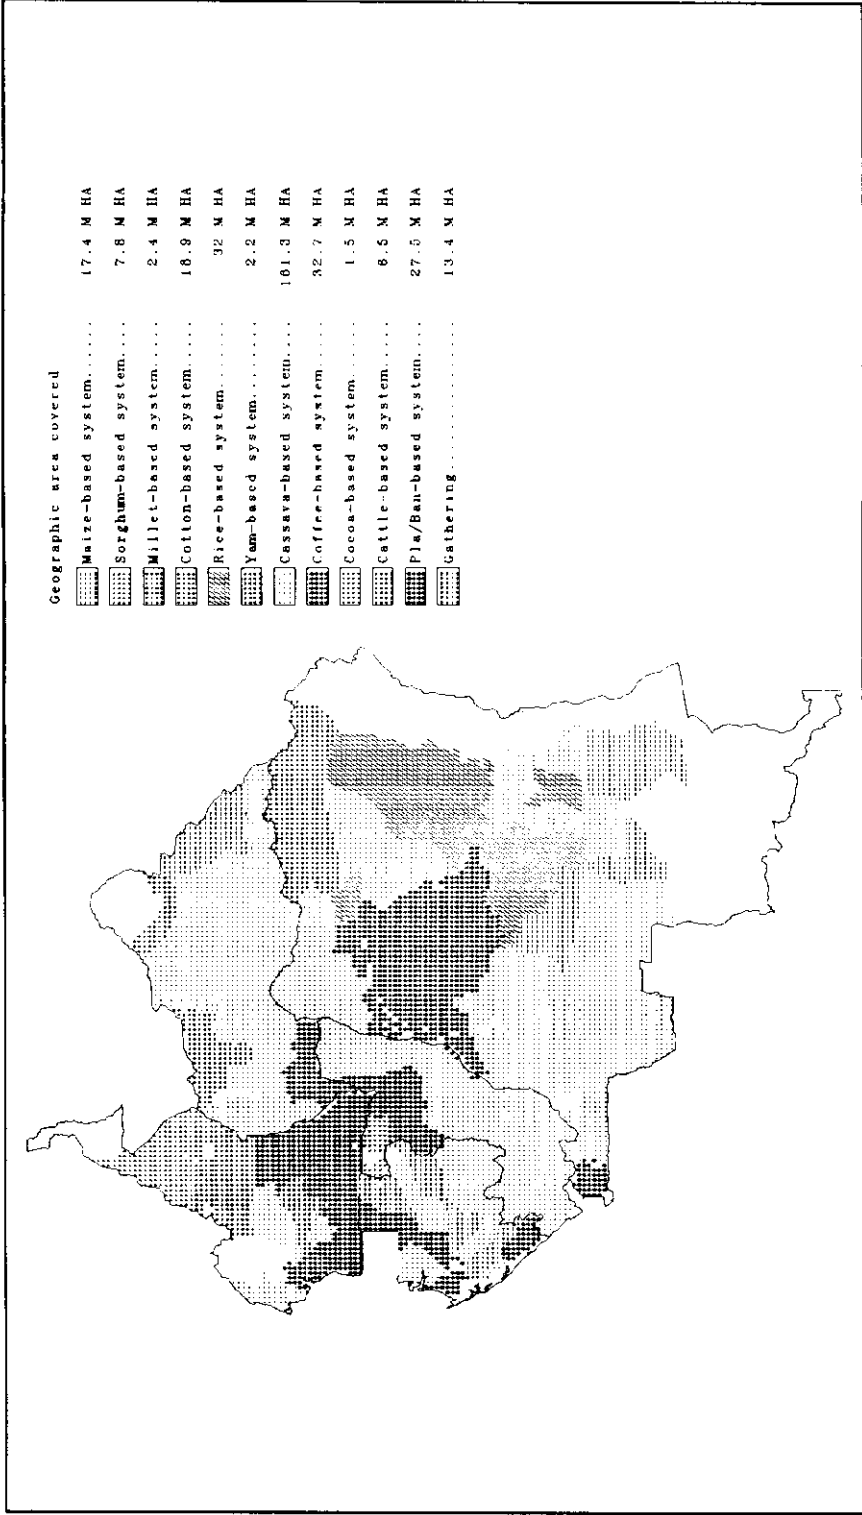 Geographic area covered
Maize-based system...... 17.4 M HA
Sorghum-based system.... 7.8 M HA
Millet-based system..... 2.4 M HA
Cotton-based system..... 18.9 M HA
Rice-based system....... 32 M HA
Yam-based system........ 2.2 M HA
Cassava-based system.... 161.3 M HA
Coffee-based system..... 32.7 M HA
Cocoa-based system...... 1.5 M HA
Cattle-based system..... 6.5 M HA
Pla/Ban-based system.... 27.5 M HA
Gathering............... 13.4 M HA